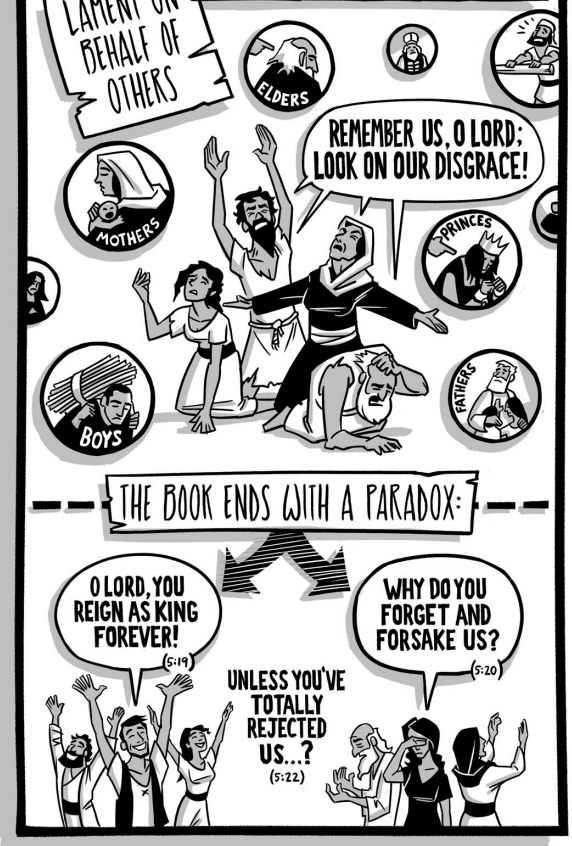 LAMENT ON
BEHALF OF
OTHERS
ELDERS
REMEMBER US, O LORD;
LOOK ON OUR DISGRACE!
MOTHERS
PRINCES
BOYS
FATHERS
THE BOOK ENDS WITH A PARADOX:
O LORD, YOU
REIGN AS KING
FOREVER!
(5:19)
UNLESS YOU'VE
TOTALLY
REJECTED
US...?
(5:22)
WHY DO YOU
FORGET AND
FORSAKE US?
(5:20)